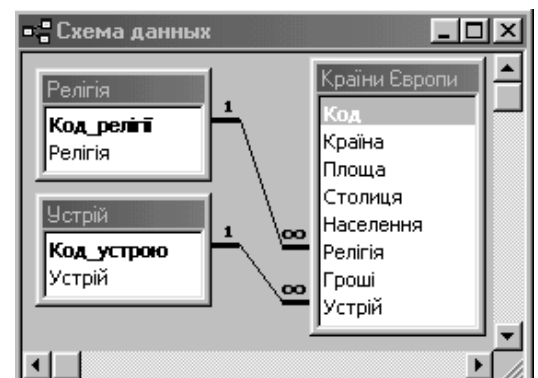 Схема данных
Релігія
Код_релігії
Релігія
1
∞
Устрій
Код_устрою
Устрій
1
∞
Країни Європи
Код
Країна
Площа
Столиця
Населення
Релігія
Гроші
Устрій